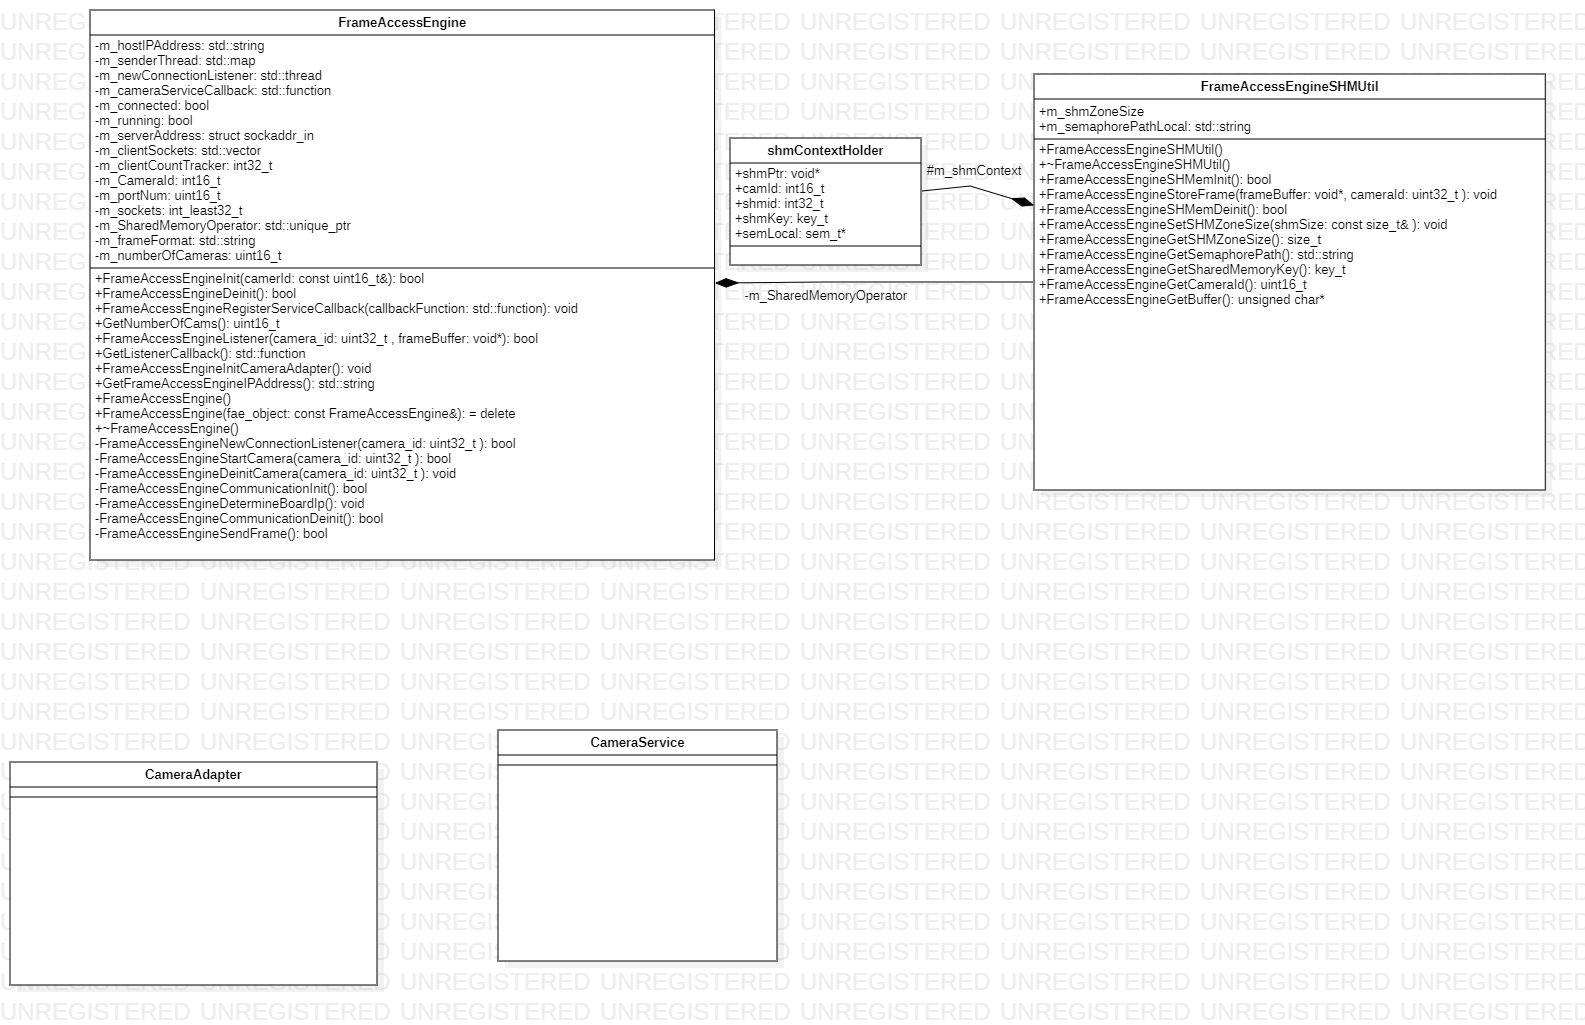 FrameAccessEngine
-m_hostIPAddress: std::string
-m_senderThread: std::map
-m_newConnectionListener: std::thread
-m_cameraServiceCallback: std::function
-m_connected: bool
-m_running: bool
-m_serverAddress: struct sockaddr_in
-m_clientSockets: std::vector
-m_clientCountTracker: int32_t
-m_CameraId: int16_t
-m_portNum: uint16_t
-m_sockets: int_least32_t
-m_SharedMemoryOperator: std::unique_ptr
-m_frameFormat: std::string
-m_numberOfCameras: uint16_t
+FrameAccessEngineInit(camerId: const uint16_t&): bool
+FrameAccessEngineDeinit(): bool
+FrameAccessEngineRegisterServiceCallback(callbackFunction: std::function): void
+GetNumberOfCams(): uint16_t
+FrameAccessEngineListener(camera_id: uint32_t , frameBuffer: void*): bool
+GetListenerCallback(): std::function
+FrameAccessEngineInitCameraAdapter(): void
+GetFrameAccessEngineIPAddress(): std::string
+FrameAccessEngine()
+FrameAccessEngine(fae_object: const FrameAccessEngine&): = delete
+~FrameAccessEngine()
-FrameAccessEngineNewConnectionListener(camera_id: uint32_t ): bool
-FrameAccessEngineStartCamera(camera_id: uint32_t ): bool
-FrameAccessEngineDeinitCamera(camera_id: uint32_t ): void
-FrameAccessEngineCommunicationInit(): bool
-FrameAccessEngineDetermineBoardIp(): void
-FrameAccessEngineCommunicationDeinit(): bool
-FrameAccessEngineSendFrame(): bool
shmContextHolder
+shmPtr: void*
+camId: int16_t
+shmid: int32_t
+shmKey: key_t
+semLocal: sem_t*
#m_shmContext
-m_SharedMemoryOperator
FrameAccessEngineSHMUtil
+m_shmZoneSize
+m_semaphorePathLocal: std::string
+FrameAccessEngineSHMUtil()
+~FrameAccessEngineSHMUtil()
+FrameAccessEngineSHMemInit(): bool
+FrameAccessEngineStoreFrame(frameBuffer: void*, cameraId: uint32_t ): void
+FrameAccessEngineSHMemDeinit(): bool
+FrameAccessEngineSetSHMZoneSize(shmSize: const size_t& ): void
+FrameAccessEngineGetSHMZoneSize(): size_t
+FrameAccessEngineGetSemaphorePath(): std::string
+FrameAccessEngineGetSharedMemoryKey(): key_t
+FrameAccessEngineGetCameraId(): uint16_t
+FrameAccessEngineGetBuffer(): unsigned char*
CameraAdapter
CameraService
UNREGISTERED